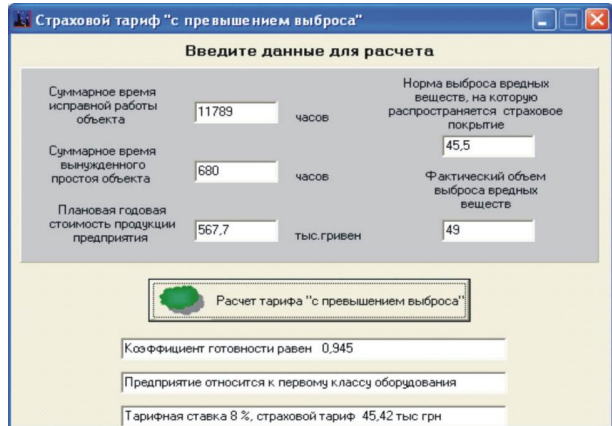 Страховой тариф "с превышением выброса"
Введите данные для расчета
Суммарное время
исправной работы
объекта
11789
часов
Суммарное время
вынужденного
простоя объекта
680
часов
Плановая годовая
стоимость продукции
предприятия
567,7
тыс.гривен
Норма выброса вредных
веществ, на которую
распространяется страховое
покрытие
45,5
Фактический объем
выброса вредных
веществ
49
Расчет тарифа "с превышением выброса"
Коэффициент готовности равен 0,945
Предприятие относится к первому классу оборудования
Тарифная ставка 8 %, страховой тариф 45,42 тыс грн